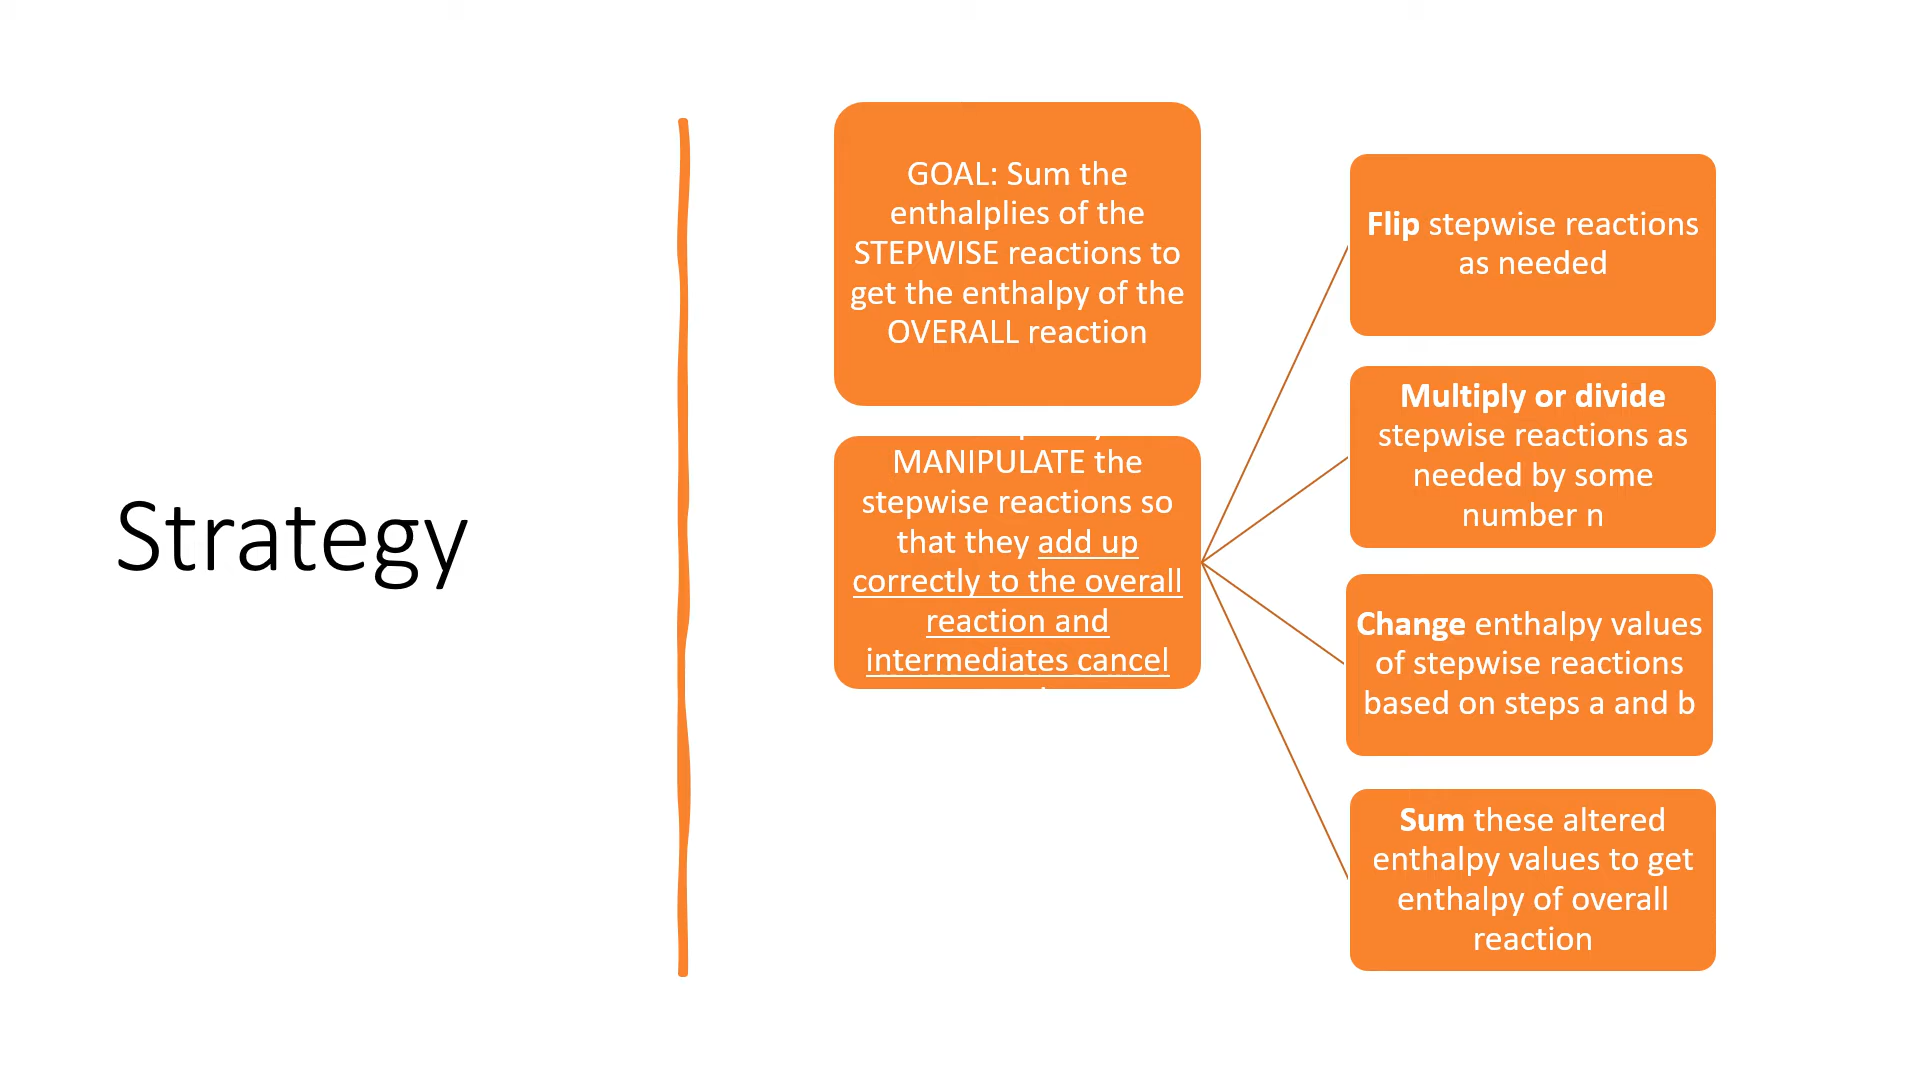 Strategy
GOAL: Sum the
enthalplies of the
STEPWISE reactions to
get the enthalpy of the
OVERALL reaction
MANIPULATE the
stepwise reactions so
that they add up
correctly to the overall
reaction and
intermediates cancel
Flip stepwise reactions
as needed
Multiply or divide
stepwise reactions as
needed by some
number n
Change enthalpy values
of stepwise reactions
based on steps a and b
Sum these altered
enthalpy values to get
enthalpy of overall
reaction